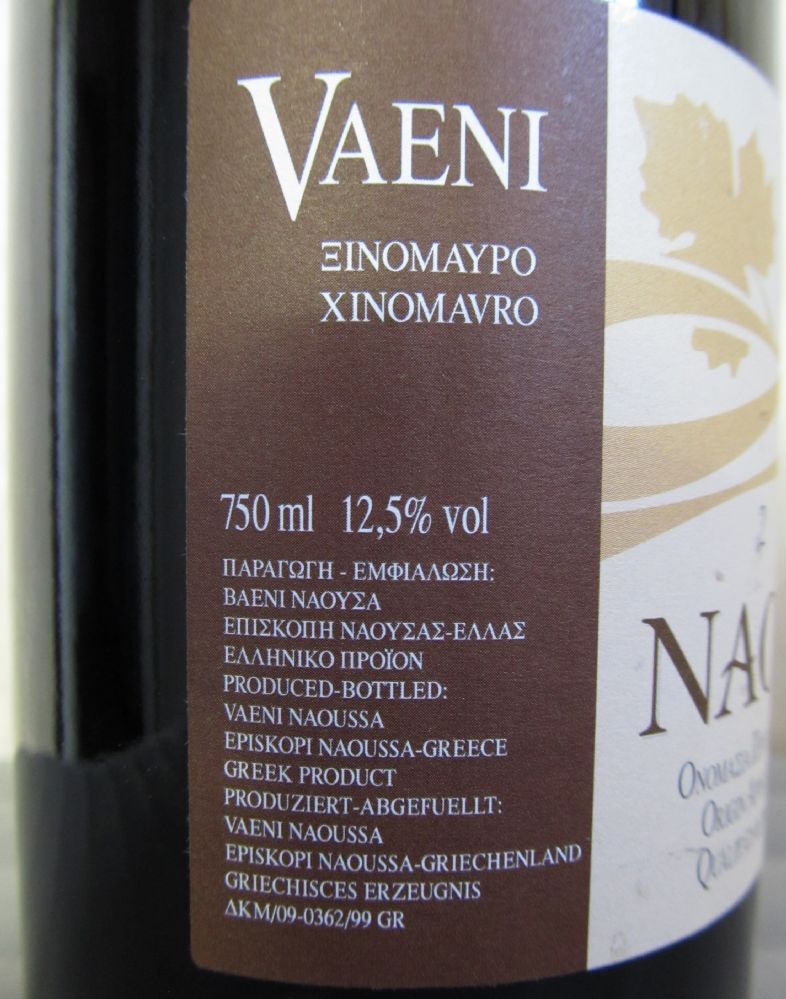 VAENI
ΞΙΝΟΜΑΥΡΟ
XINOMAVRO
750 ml 12,5% vol
ΠΑΡΑΓΩΓΗ - ΕΜΦΙΑΛΩΣΗ:
ΒΑΕΝΙ ΝΑΟΥΣΑ
ΕΠΙΣΚΟΠΗ ΝΑΟΥΣΑΣ-ΕΛΛΑΣ
ΕΛΛΗΝΙΚΟ ΠΡΟΪΟΝ
PRODUCED-BOTTLED:
VAENI NAOUSSA
EPISKOPI NAOUSSA-GREECE
GREEK PRODUCT
PRODUZIERT-ABGEFUELLT:
VAENI NAOUSSA
EPISKOPI NAOUSSA-GRIECHENLAND
GRIECHISCES ERZEUGNIS
ΔΚΜ/09-0362/99 GR
ΟΝΟΜΑΣΙΑ